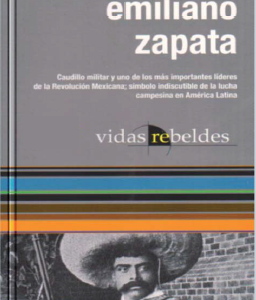 emiliano
zapata
Caudillo militar y uno de los más importantes líderes
de la Revolución Mexicana; símbolo indiscutible de la lucha
campesina en América Latina
vidas rebeldes